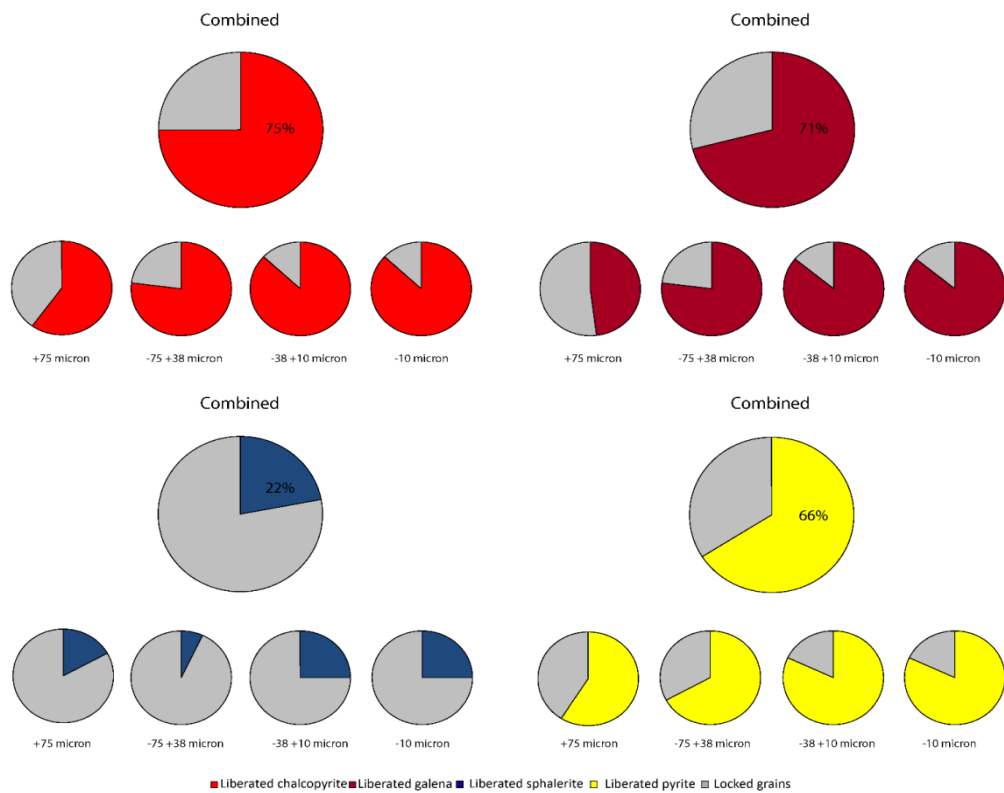 Combined
75%
+75 micron
-75 +38 micron
-38 +10 micron
-10 micron
Combined
71%
+75 micron
-75 +38 micron
-38 +10 micron
-10 micron
Combined
22%
+75 micron
-75 +38 micron
-38 +10 micron
-10 micron
Combined
66%
+75 micron
-75 +38 micron
-38 +10 micron
-10 micron
Liberated chalcopyrite Liberated galena Liberated sphalerite Liberated pyrite Locked grains